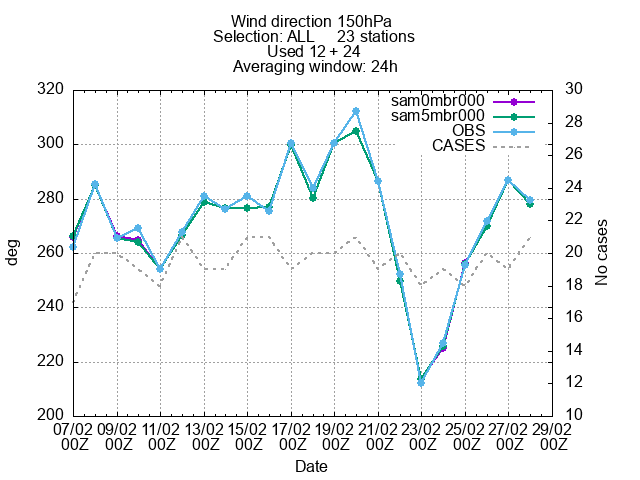 Wind direction 150hPa
Selection: ALL 23 stations
Used 12 + 24
Averaging window: 24h
sam0mbr000
sam5mbr000
OBS
CASES
320
300
280
260
240
220
200
deg
30
28
26
24
22
20
18
16
14
12
10
No cases
07/02 09/02 11/02 13/02 15/02 17/02 19/02 21/02 23/02 25/02 27/02 29/02
00Z 00Z 00Z 00Z 00Z 00Z 00Z 00Z 00Z 00Z 00Z 00Z
Date